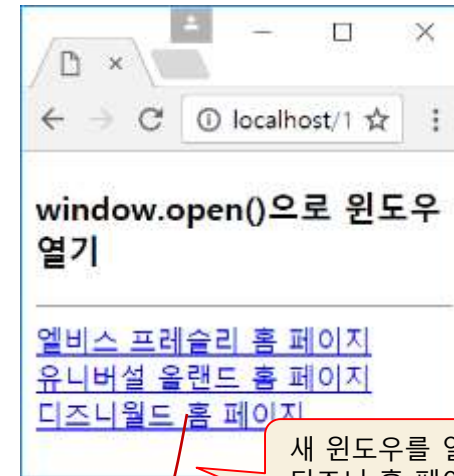 localhost/1
window.open()으로 윈도우
열기
엘비스 프레슬리 홈 페이지
유니버설 올랜드 홈 페이지
디즈니월드 홈 페이지
새 윈도우를